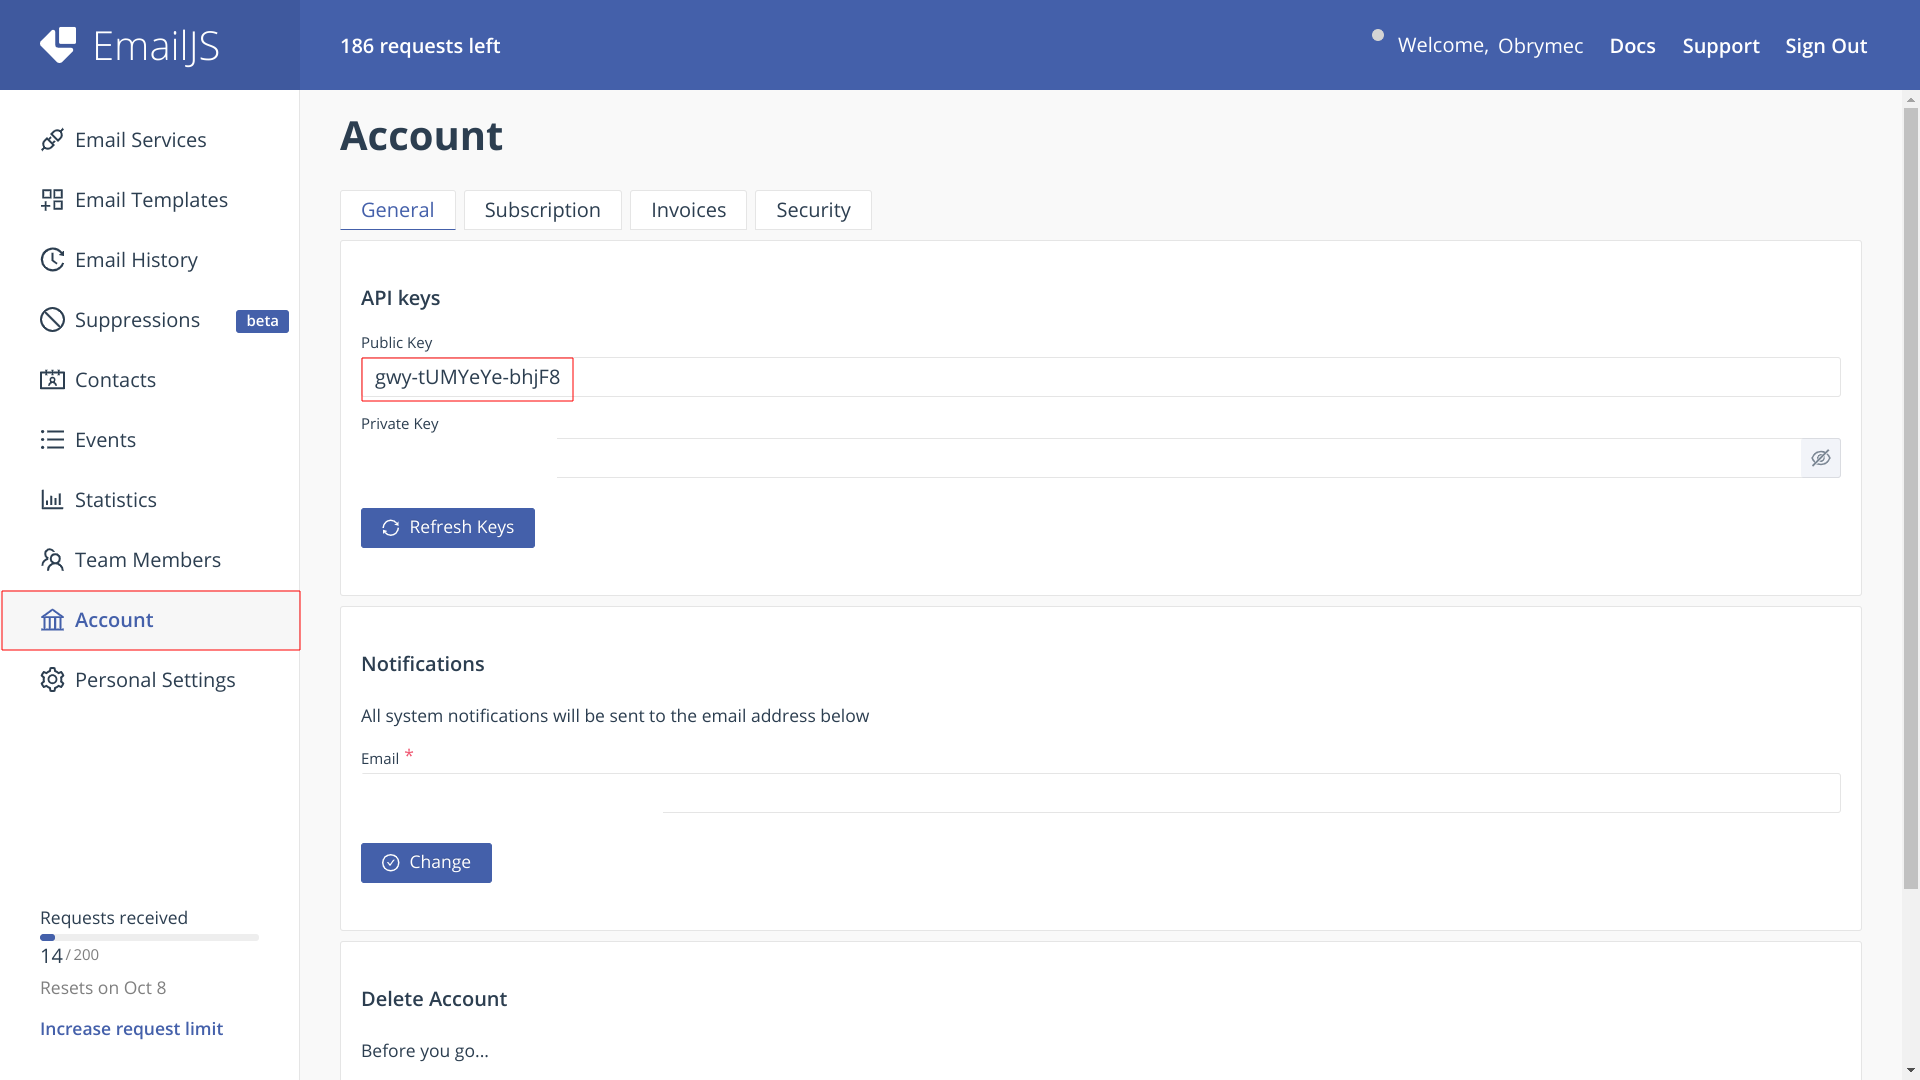 EmailJS
186 requests left
Welcome, Obrymec
Docs
Support
Sign Out
Email Services
Email Templates
Email History
Suppressions
beta
Contacts
Events
Statistics
Team Members
Account
Personal Settings
Requests received
14 / 200
Resets on Oct 8
Increase request limit
Account
General
Subscription
Invoices
Security
API keys
Public Key
gwy-tUMYeYe-bhjF8
Private Key
Refresh Keys
Notifications
All system notifications will be sent to the email address below
Email *
Change
Delete Account
Before you go...